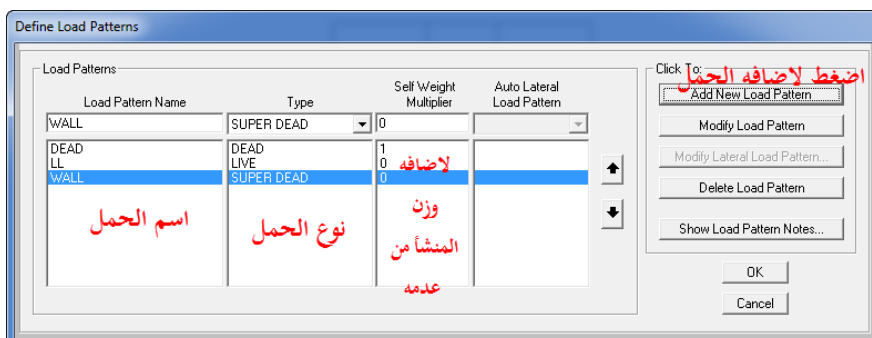 Define Load Patterns
Load Patterns
Load Pattern Name
Type
Self Weight
Multiplier
Auto Lateral
Load Pattern
WALL
SUPER DEAD
0
DEAD
DEAD
1
LL
LIVE
0
WALL
SUPER DEAD
0
اسم الحمل
نوع الحمل
لاضافه
وزن
المنشأ من
عدمه
Click To:
اضغط لاضافه الحمل
Add New Load Pattern
Modify Load Pattern
Modify Lateral Load Pattern...
Delete Load Pattern
Show Load Pattern Notes...
OK
Cancel